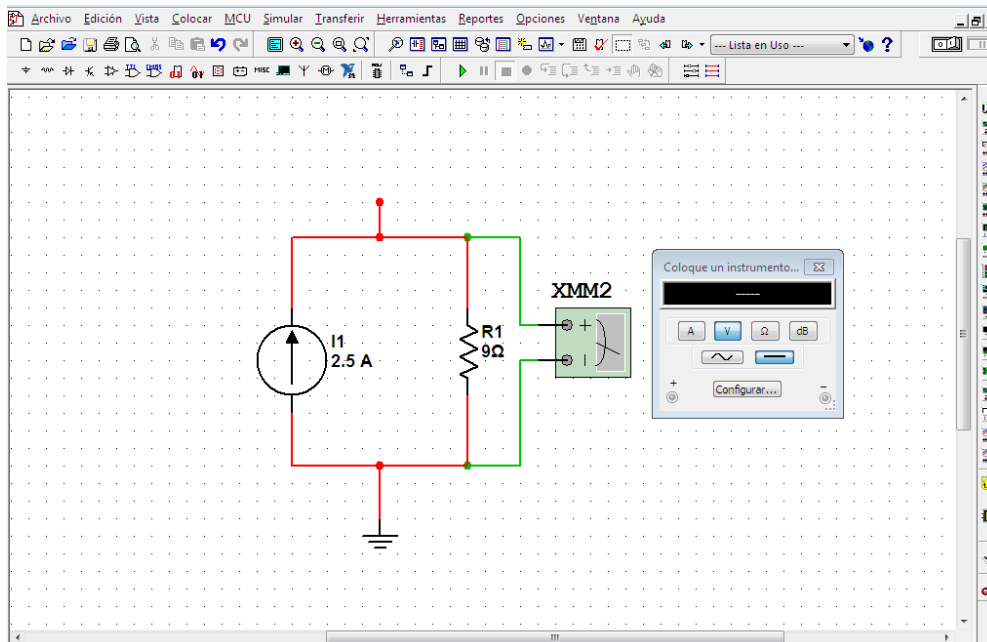 Archivo Edición Vista Colocar MCU Simular Transferir Herramientas Reportes Opciones Ventana Ayuda
--- Lista en Uso ---
MISC
XMM2
I1
2.5 A
R1
9Ω
Coloque un instrumento...
-----
A V Ω dB
+ Configurar... −